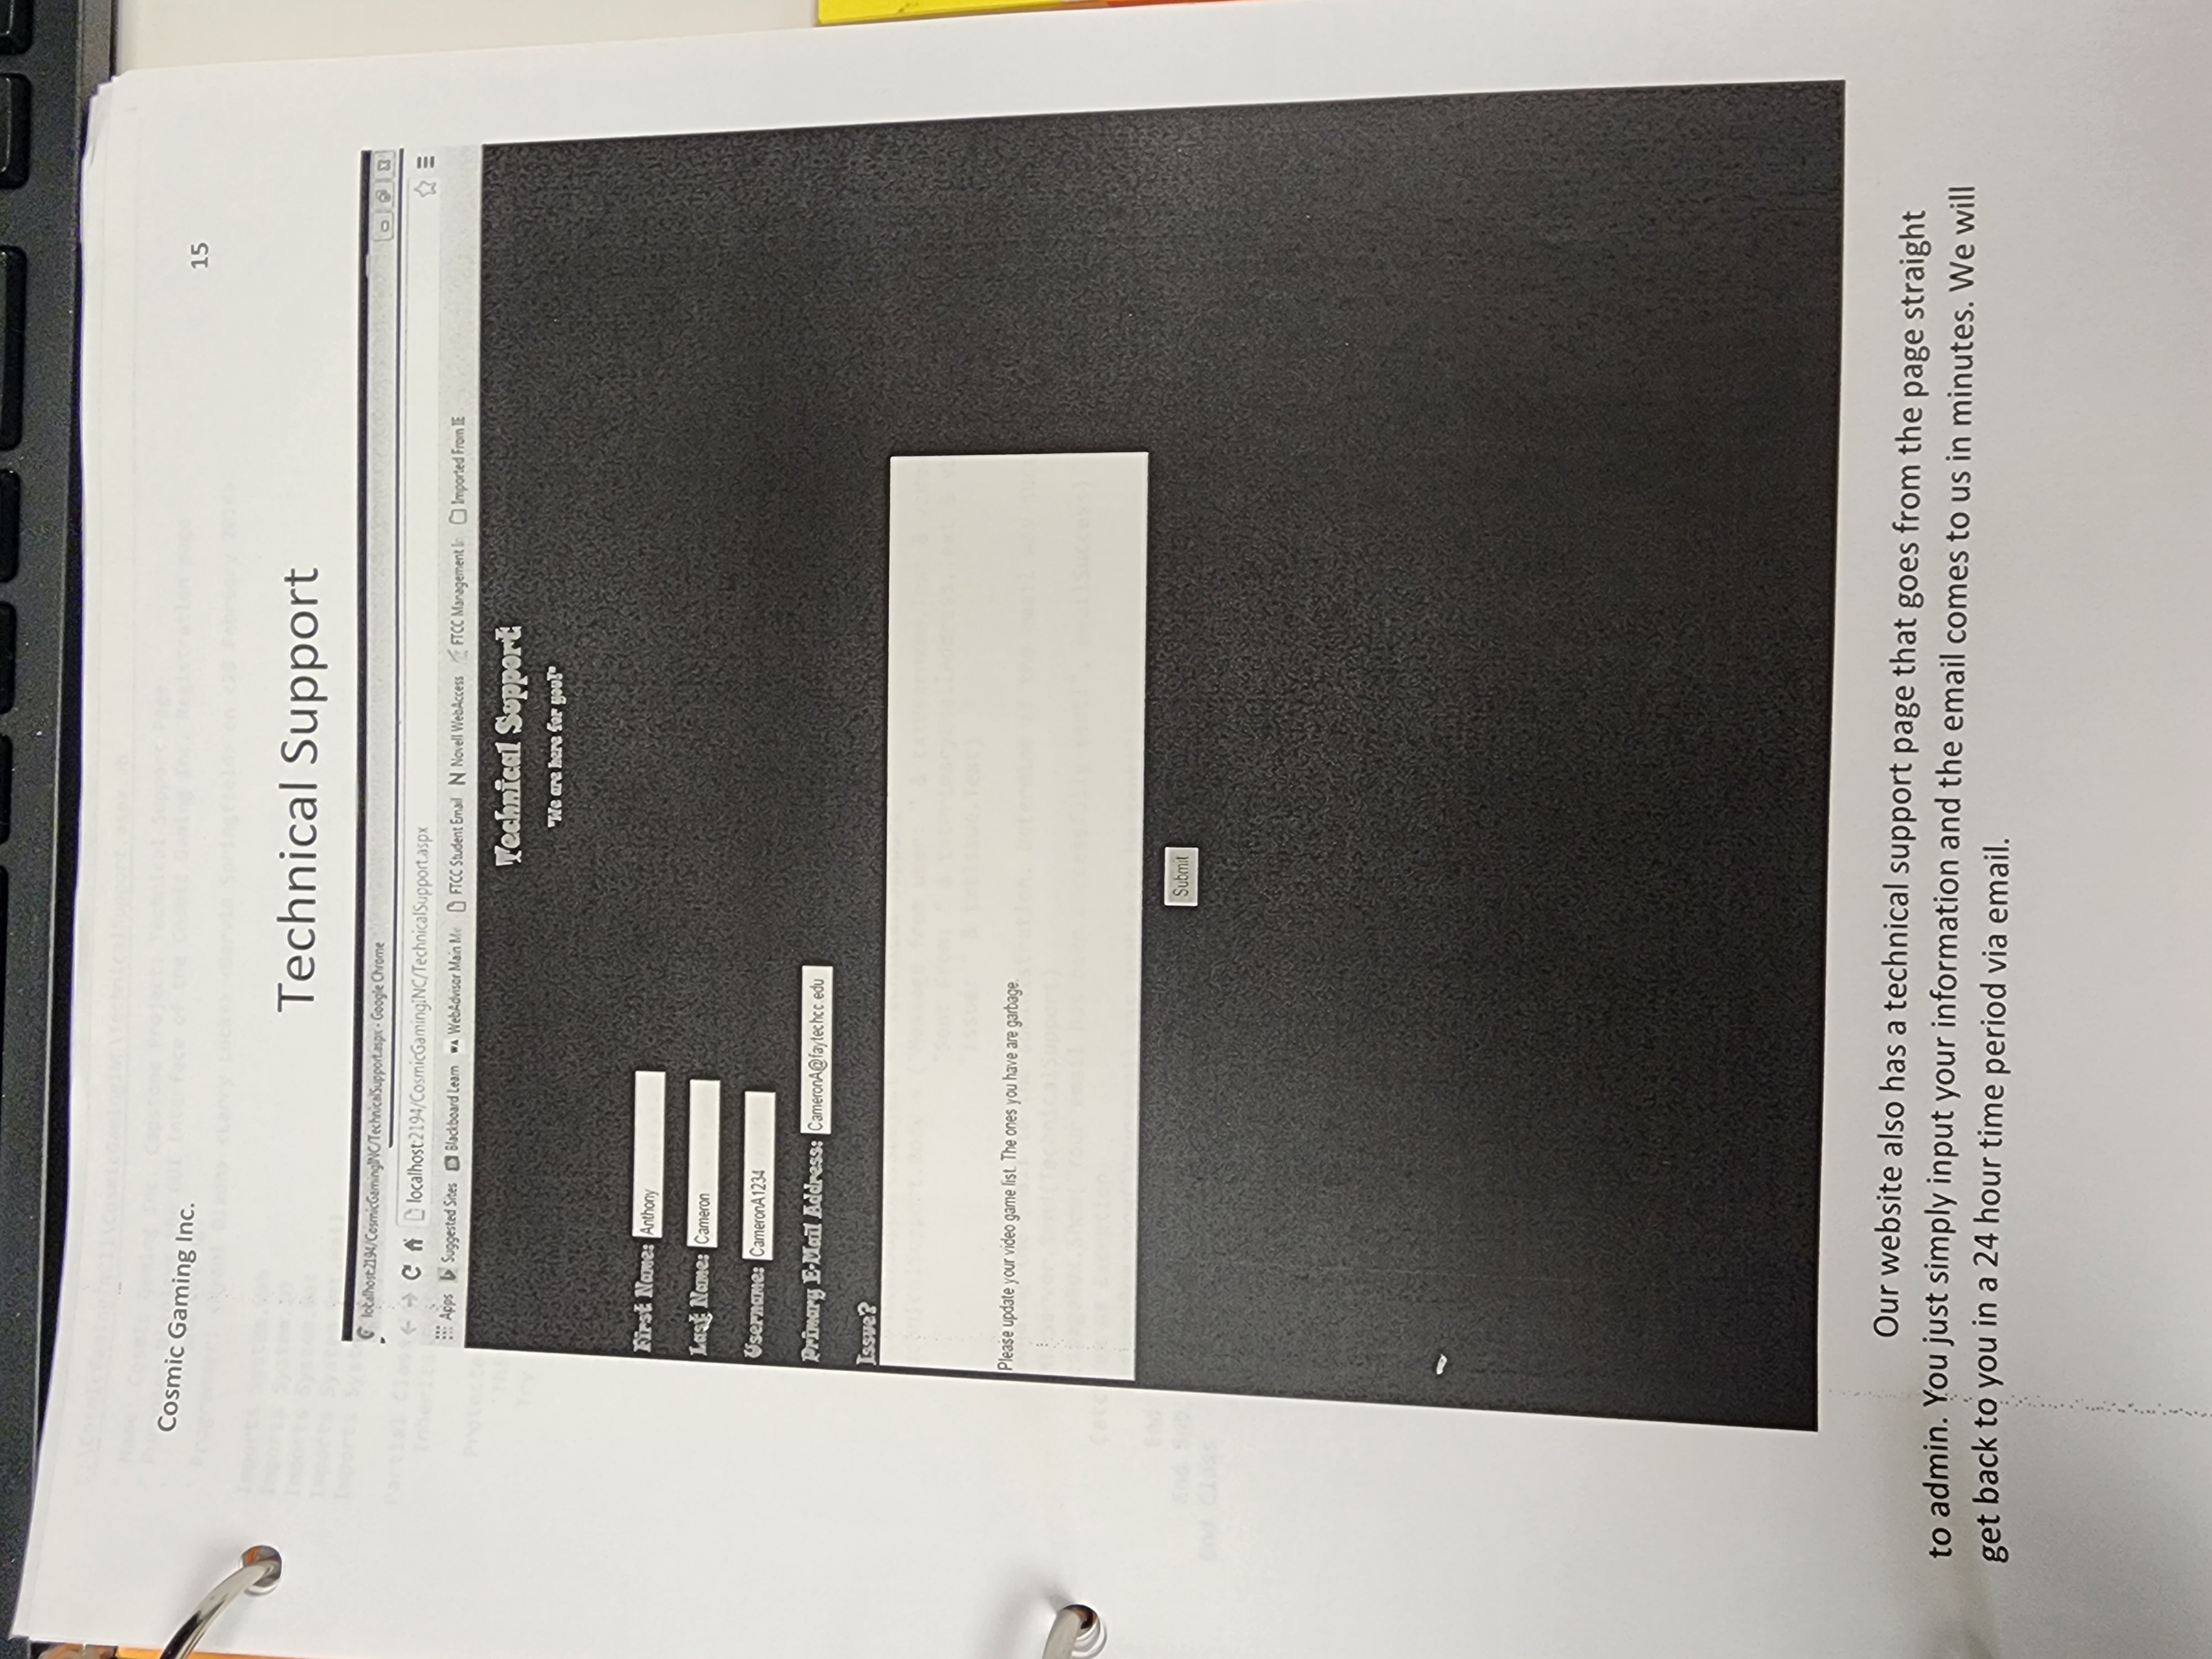 Cosmic Gaming Inc.
15
Technical Support
localhost:2194/CosmicGamingINC/TechnicalSupport.aspx - Google Chrome
localhost:2194/CosmicGamingINC/TechnicalSupport.aspx
Apps Suggested Sites Blackboard Learn WebAdvisor Main Me FTCC Student Email Novell WebAccess FTCC Management In Imported From IE
Technical Support
"We are here for you!"
First Name: Anthony
Last Name: Cameron
Username: CameronA1234
Primary E-Mail Address: CameronA@faytechcc.edu
Issue?
Please update your video game list. The ones you have are garbage.
Submit
Our website also has a technical support page that goes from the page straight
to admin. You just simply input your information and the email comes to us in minutes. We will
get back to you in a 24 hour time period via email.